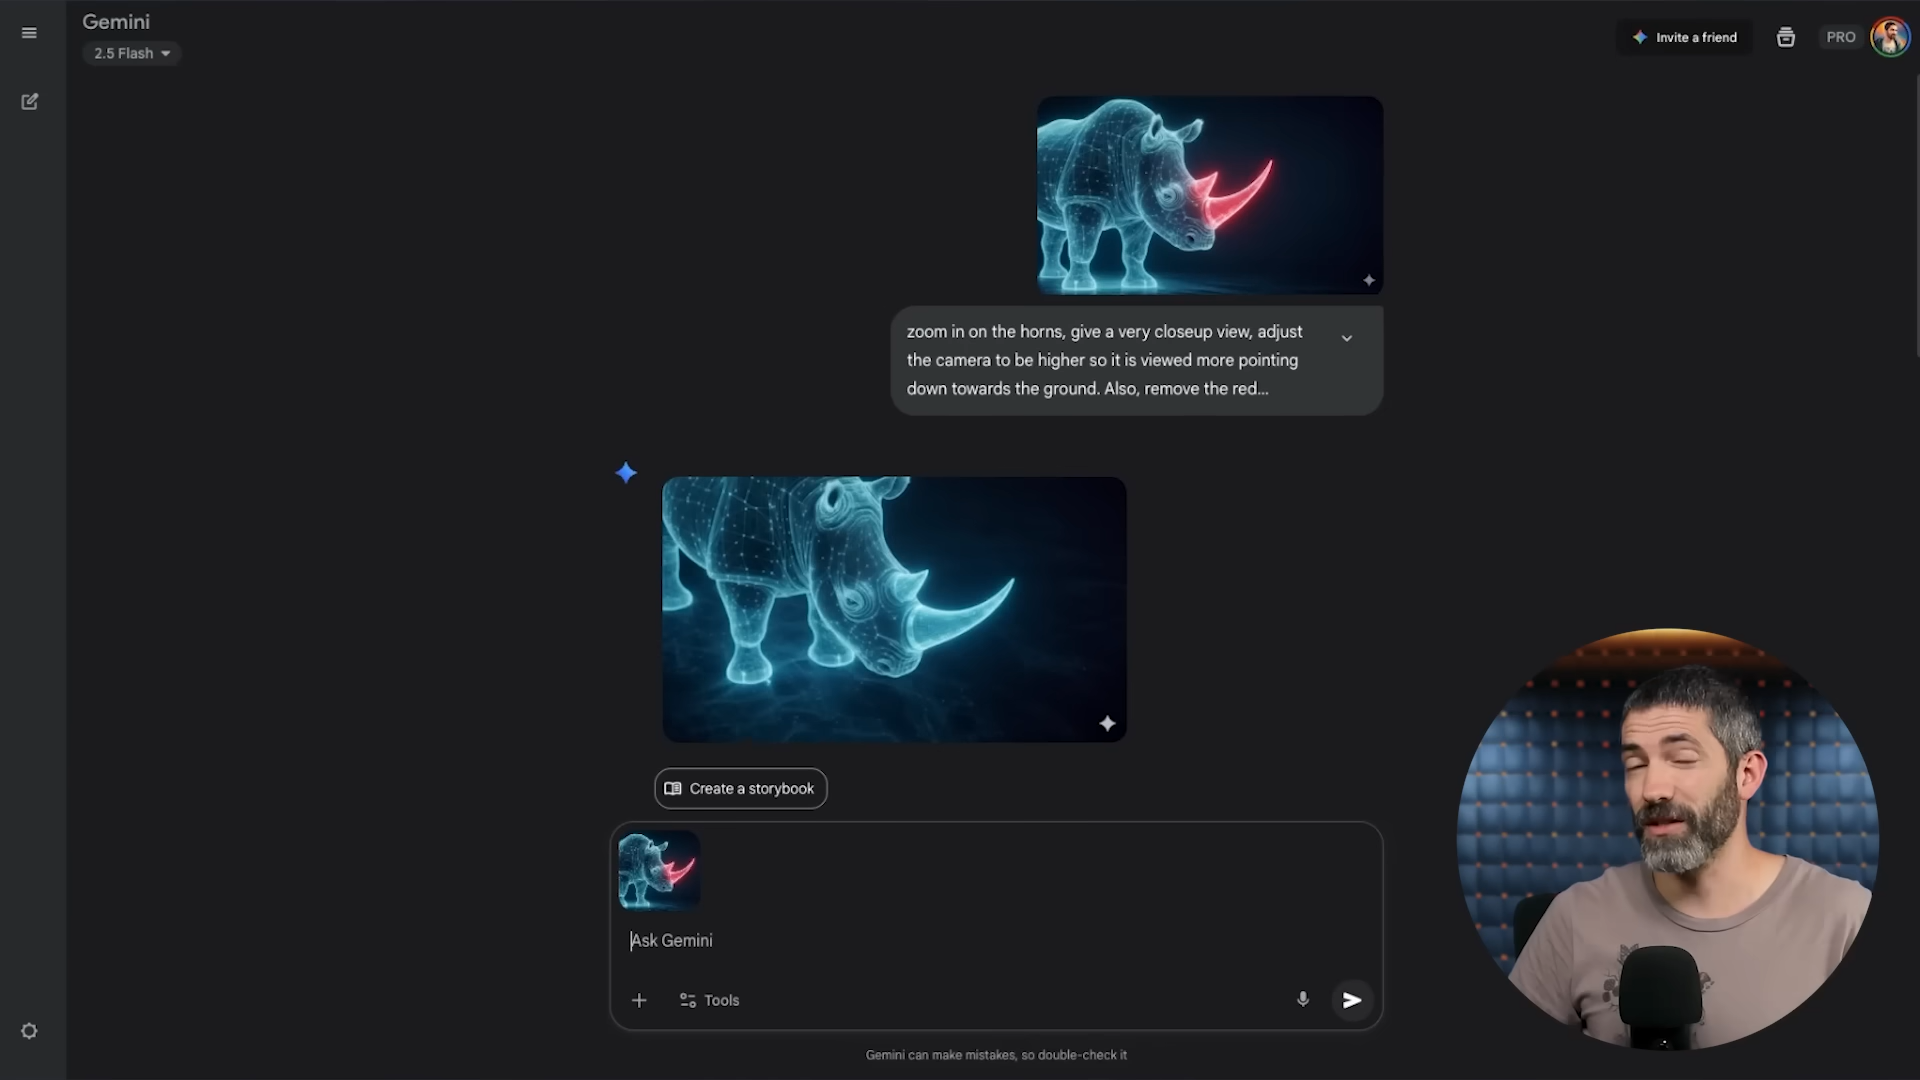 Gemini
2.5 Flash
Invite a friend
PRO
zoom in on the horns, give a very closeup view, adjust
the camera to be higher so it is viewed more pointing
down towards the ground. Also, remove the red...
Create a storybook
Ask Gemini
Tools
Gemini can make mistakes, so double-check it